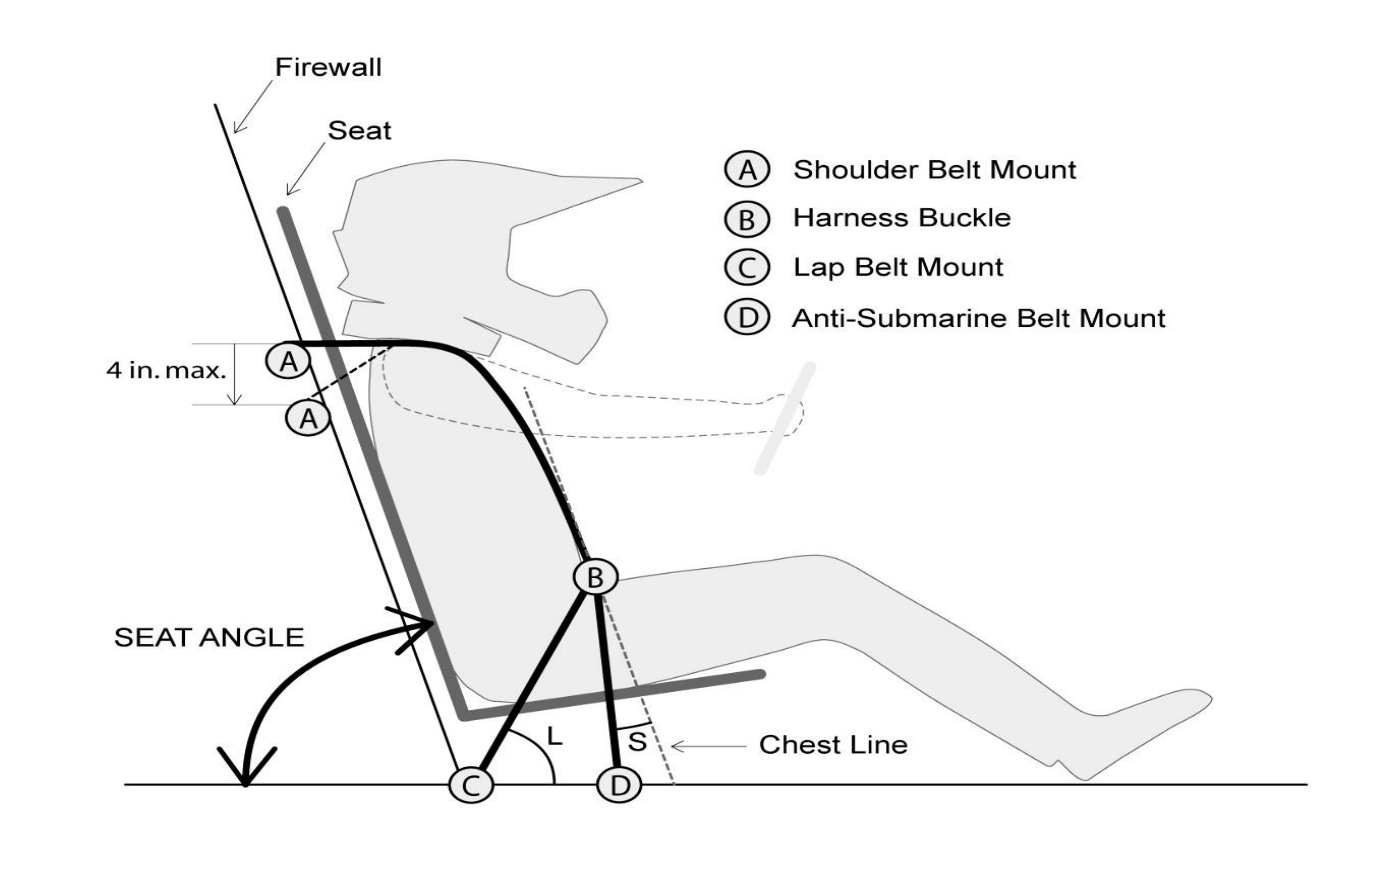 Firewall
Seat
A Shoulder Belt Mount
B Harness Buckle
C Lap Belt Mount
D Anti-Submarine Belt Mount
A
4 in. max.
A
B
SEAT ANGLE
L
S
Chest Line
C
D